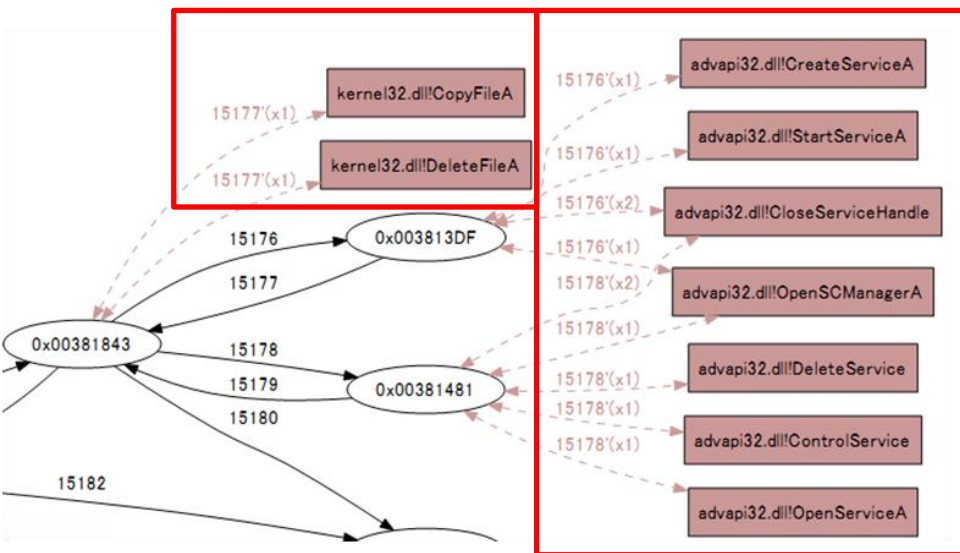 kernel32.dll!CopyFileA
15177'(x1)
kernel32.dll!DeleteFileA
15177'(x1)
advapi32.dll!CreateServiceA
15176'(x1)
advapi32.dll!StartServiceA
15176'(x1)
advapi32.dll!CloseServiceHandle
15176'(x2)
15176'(x1)
15178'(x2)
advapi32.dll!OpenSCManagerA
15178'(x1)
advapi32.dll!DeleteService
15178'(x1)
15178'(x1)
advapi32.dll!ControlService
15178'(x1)
advapi32.dll!OpenServiceA
15176
0x003813DF
15177
0x00381843
15178
15179
0x00381481
15180
15182